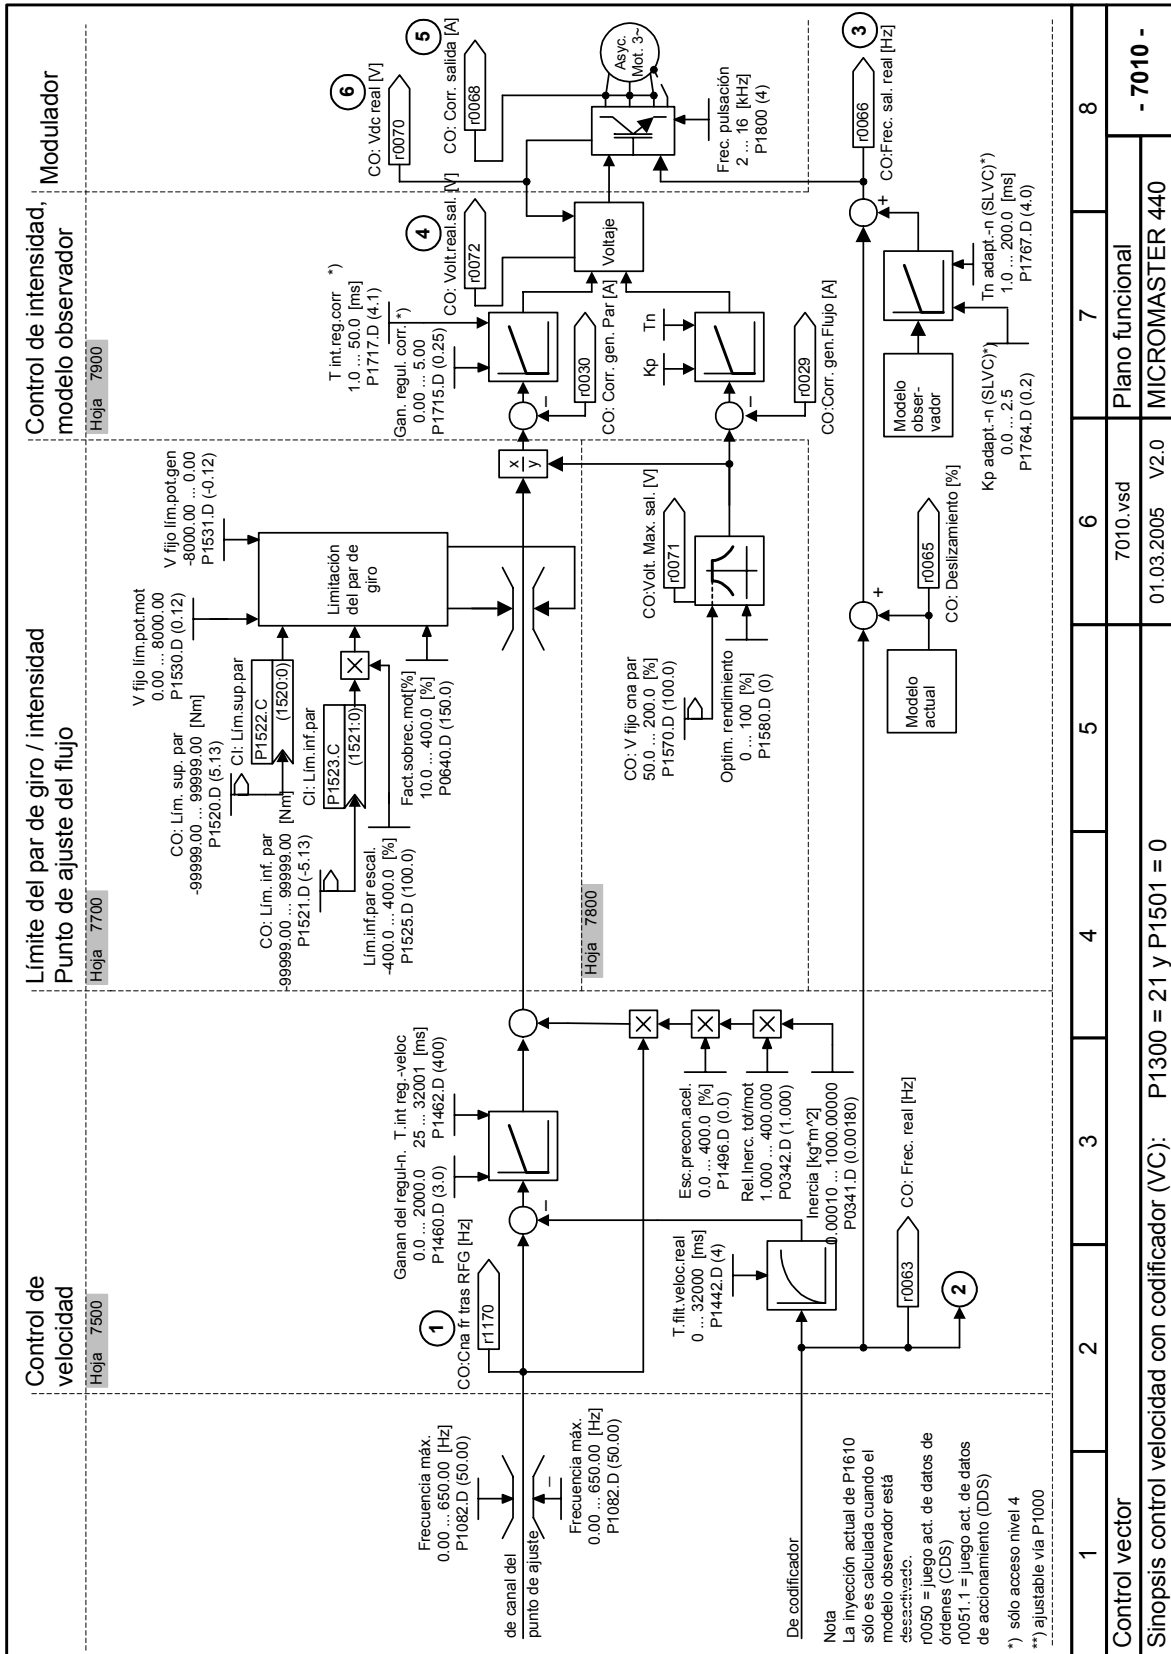 Control de
velocidad
Hoja 7500
Límite del par de giro / intensidad
Punto de ajuste del flujo
Hoja 7700
Control de intensidad,
modelo observador
Hoja 7900
Modulador
Frecuencia máx.
0.00 ... 650.00 [Hz]
P1082.D (50.00)
de canal del
punto de ajuste
–
Frecuencia máx.
0.00 ... 650.00 [Hz]
P1082.D (50.00)
1
CO:Cna fr tras RFG [Hz]
r1170
Ganan del regul-n.
0.0 ... 2000.0
P1460.D (3.0)
T.int reg.-veloc
25 ... 32001 [ms]
P1462.D (400)
–
T.filt.veloc.real
0 ... 32000 [ms]
P1442.D (4)
Esc.precon.acel.
0.0 ... 400.0 [%]
P1496.D (0.0)
Rel.Inerc. tot/mot
1.000 ... 400.000
P0342.D (1.000)
Inercia [kg*m^2]
0.00010 ... 1000.00000
P0341.D (0.00180)
De codificador
r0063
CO: Frec. real [Hz]
2
CO: Lím. sup. par
-99999.00 ... 99999.00 [Nm]
P1520.D (5.13)
CI: Lím.sup.par
P1522.C
(1520:0)
CO: Lím. inf. par
-99999.00 ... 99999.00 [Nm]
P1521.D (-5.13)
CI: Lím.inf.par
P1523.C
(1521:0)
Lím.inf.par escal.
-400.0 ... 400.0 [%]
P1525.D (100.0)
V fijo lím.pot.mot
0.00 ... 8000.00
P1530.D (0.12)
V fijo lím.pot.gen
-8000.00 ... 0.00
P1531.D (-0.12)
Fact.sobrec.mot[%]
10.0 ... 400.0 [%]
P0640.D (150.0)
Limitación
del par de
giro
x
y
Hoja 7800
CO: V fijo cna par
50.0 ... 200.0 [%]
P1570.D (100.0)
Optim. rendimiento
0 ... 100 [%]
P1580.D (0)
CO:Volt. Max. sal. [V]
r0071
T int.reg.corr *)
1.0 ... 50.0 [ms]
P1717.D (4.1)
Gan. regul. corr. *)
0.00 ... 5.00
P1715.D (0.25)
–
r0030
CO: Corr. gen. Par [A]
Kp
Tn
–
r0029
CO:Corr. gen.Flujo [A]
4
CO: Volt.real.sal. [V]
r0072
Voltaje
6
CO: Vdc real [V]
r0070
5
CO: Corr. salida [A]
r0068
Asyc.
Mot. 3~
Frec. pulsación
2 ... 16 [kHz]
P1800 (4)
3
CO:Frec. sal. real [Hz]
r0066
+
Modelo
actual
+
r0065
CO: Deslizamiento [%]
Modelo
obser-
vador
Kp adapt.-n (SLVC)*)
0.0 ... 2.5
P1764.D (0.2)
Tn adapt.-n (SLVC)*)
1.0 ... 200.0 [ms]
P1767.D (4.0)
Nota
La inyección actual de P1610
sólo es calculada cuando el
modelo observador está
desactivado.
r0050 = juego act. de datos de
órdenes (CDS)
r0051.1 = juego act. de datos
de accionamiento (DDS)
*) sólo acceso nivel 4
**) ajustable vía P1000
1 2 3 4 5 6 7 8
Control vector
7010.vsd
Plano funcional
- 7010 -
Sinopsis control velocidad con codificador (VC): P1300 = 21 y P1501 = 0
01.03.2005 V2.0
MICROMASTER 440